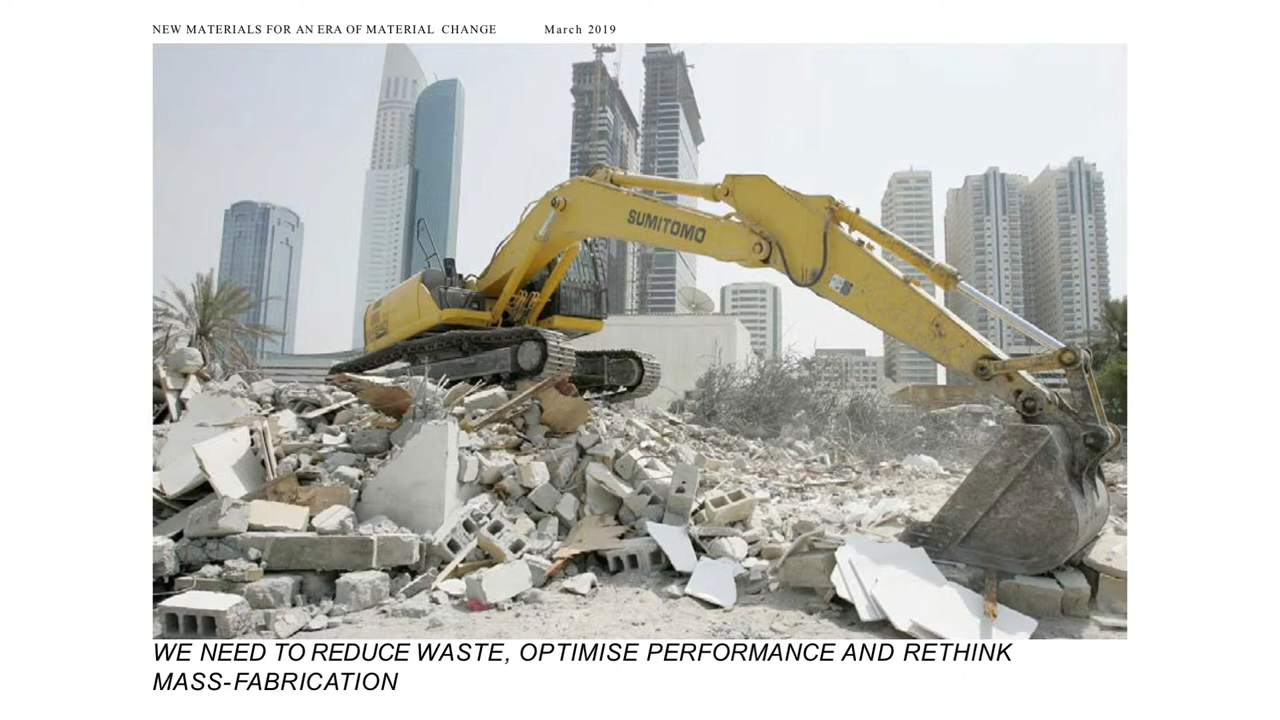 NEW MATERIALS FOR AN ERA OF MATERIAL CHANGE March 2019
SUMITOMO
WE NEED TO REDUCE WASTE, OPTIMISE PERFORMANCE AND RETHINK
MASS-FABRICATION